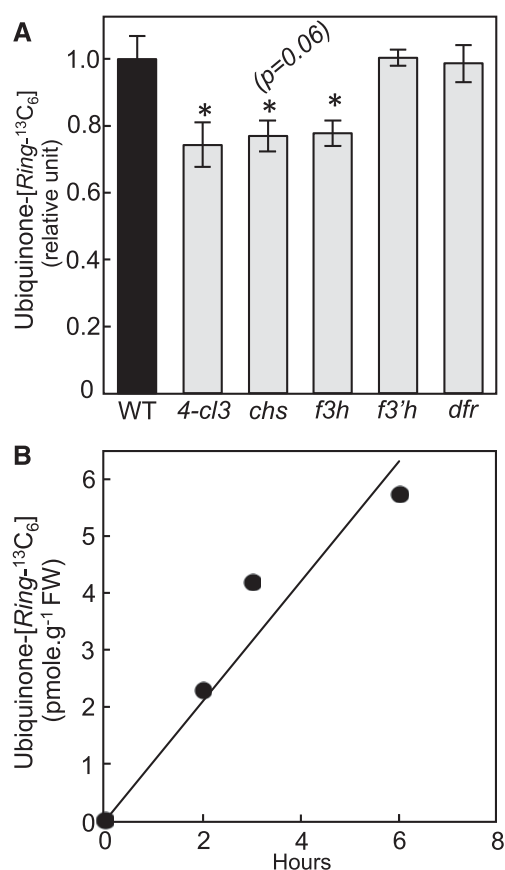 A
Ubiquinone-[Ring-¹³C₆]
(relative unit)
1.0
0.8
0.6
0.4
0.2
0
(p=0.06)
* * *
WT 4-cl3 chs f3h f3'h dfr
B
Ubiquinone-[Ring-¹³C₆]
(pmole.g⁻¹ FW)
6
5
4
3
2
1
0
0 2 4 6 8
Hours